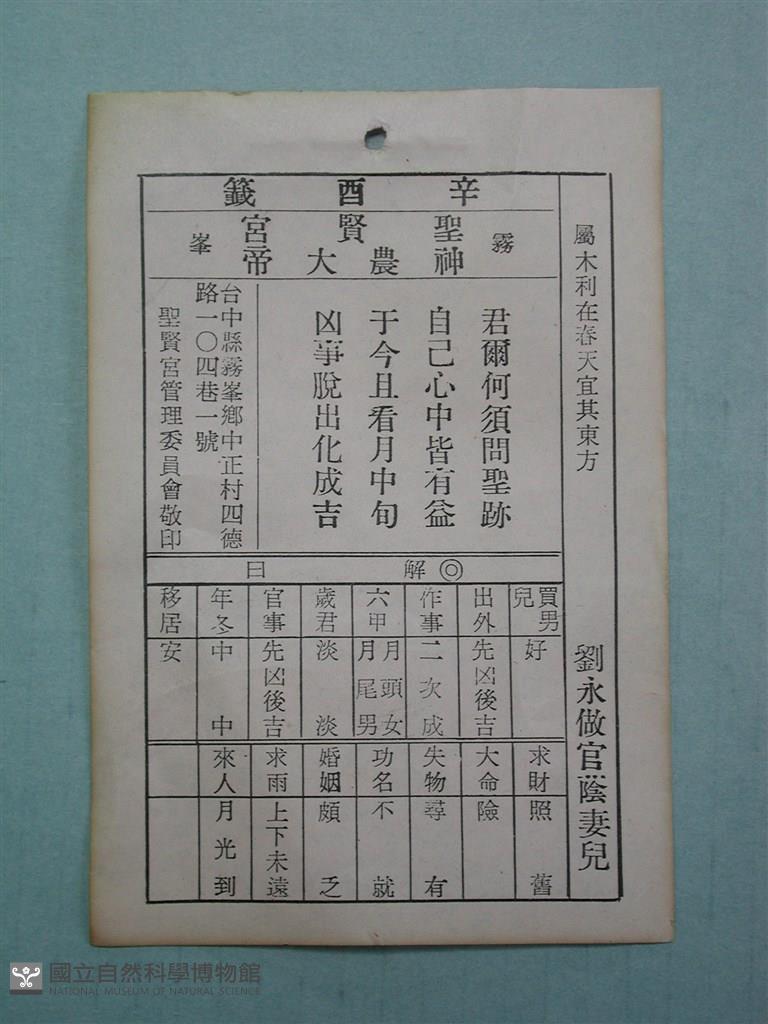 屬木利在春天宜其東方
劉永做官蔭妻兒
辛酉籤
霧峯
聖賢宮
神農大帝
君爾何須問聖跡
自己心中皆有益
于今且看月中旬
凶事脫出化成吉
台中縣霧峯鄉中正村四德
路一〇四巷一號
聖賢宮管理委員會敬印
◎解曰
買男兒 好
出外 先凶後吉
作事 二次成
六甲 月頭女月尾男
歲君 淡淡
官事 先凶後吉
年冬 中中
移居 安
求財 照舊
大命 險
失物 尋有
功名 不就
婚姻 頗乏
求雨 上下未遠
來人 月光到
國立自然科學博物館
NATIONAL MUSEUM OF NATURAL SCIENCE